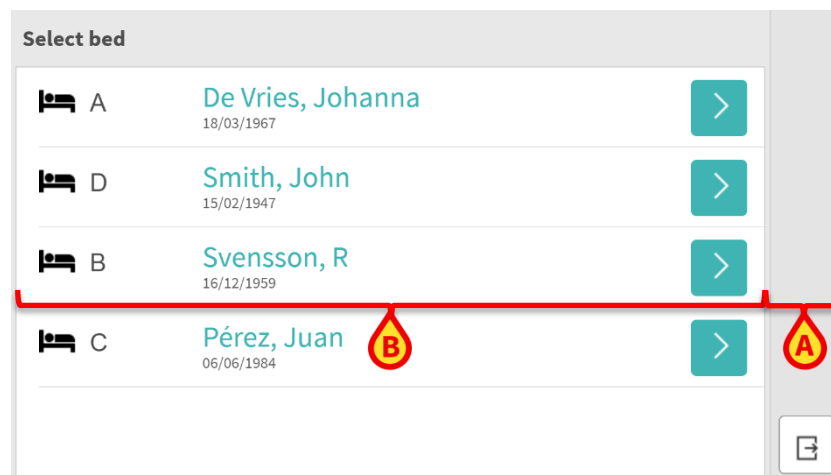 Select bed
A De Vries, Johanna
18/03/1967
D Smith, John
15/02/1947
B Svensson, R
16/12/1959
C Pérez, Juan
06/06/1984
B
A